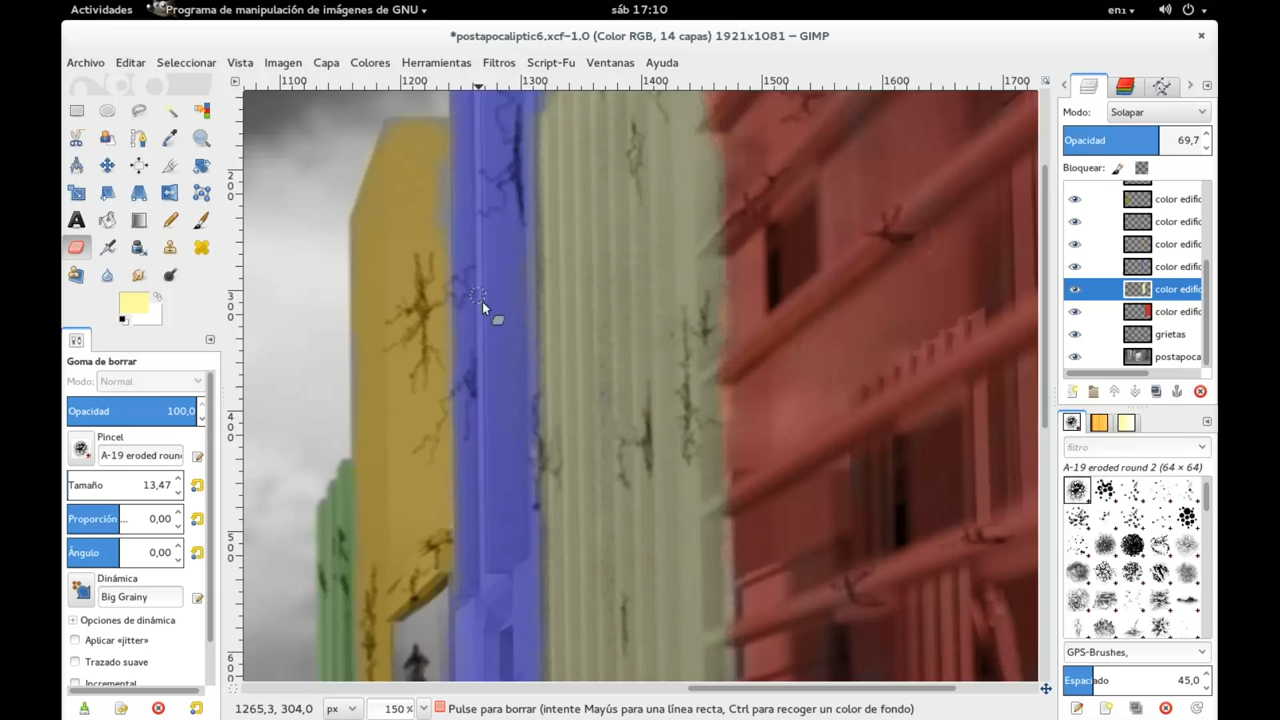 Actividades
Programa de manipulación de imágenes de GNU
sáb 17:10
en₁
*postapocaliptic6.xcf-1.0 (Color RGB, 14 capas) 1921x1081 – GIMP
Archivo Editar Seleccionar Vista Imagen Capa Colores Herramientas Filtros Script-Fu Ventanas Ayuda
1100 1200 1300 1400 1500 1600 1700
200
300
400
500
600
Goma de borrar
Modo: Normal
Opacidad 100,0
Pincel
A-19 eroded roun
Tamaño 13,47
Proporción... 0,00
Ángulo 0,00
Dinámica
Big Grainy
Opciones de dinámica
Aplicar «jitter»
Trazado suave
Incremental
Modo: Solapar
Opacidad 69,7
Bloquear:
color edific
color edific
color edific
color edific
color edific
color edific
grietas
postapoca
filtro
A-19 eroded round 2 (64 × 64)
GPS-Brushes,
Espaciado 45,0
1265,3, 304,0 px 150 % Pulse para borrar (intente Mayús para una línea recta, Ctrl para recoger un color de fondo)